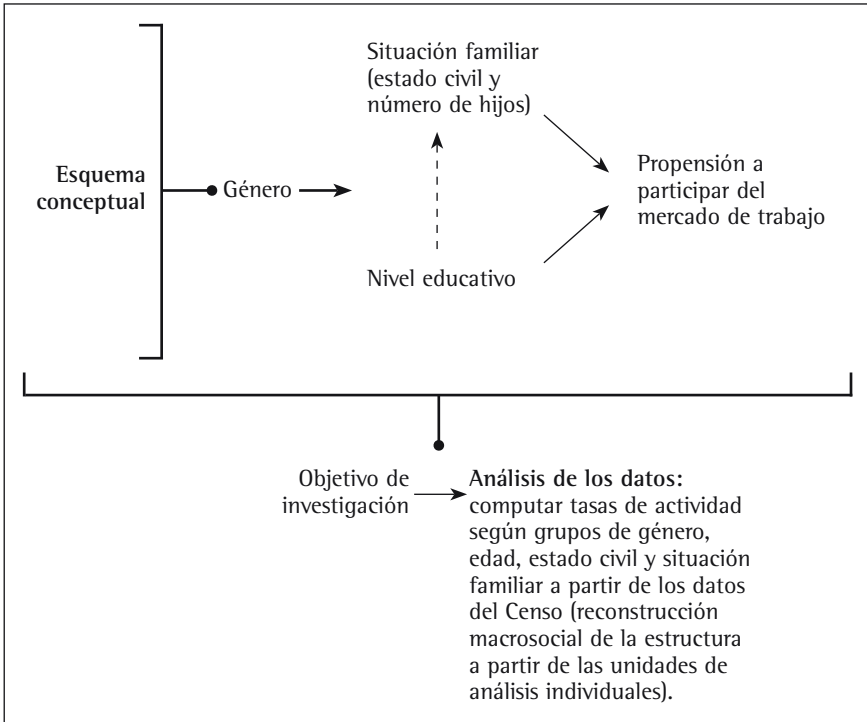 Situación familiar
(estado civil y
número de hijos)
Esquema
conceptual
Género
Propensión a
participar del
mercado de trabajo
Nivel educativo
Objetivo de
investigación
Análisis de los datos:
computar tasas de actividad
según grupos de género,
edad, estado civil y situación
familiar a partir de los datos
del Censo (reconstrucción
macrosocial de la estructura
a partir de las unidades de
análisis individuales).